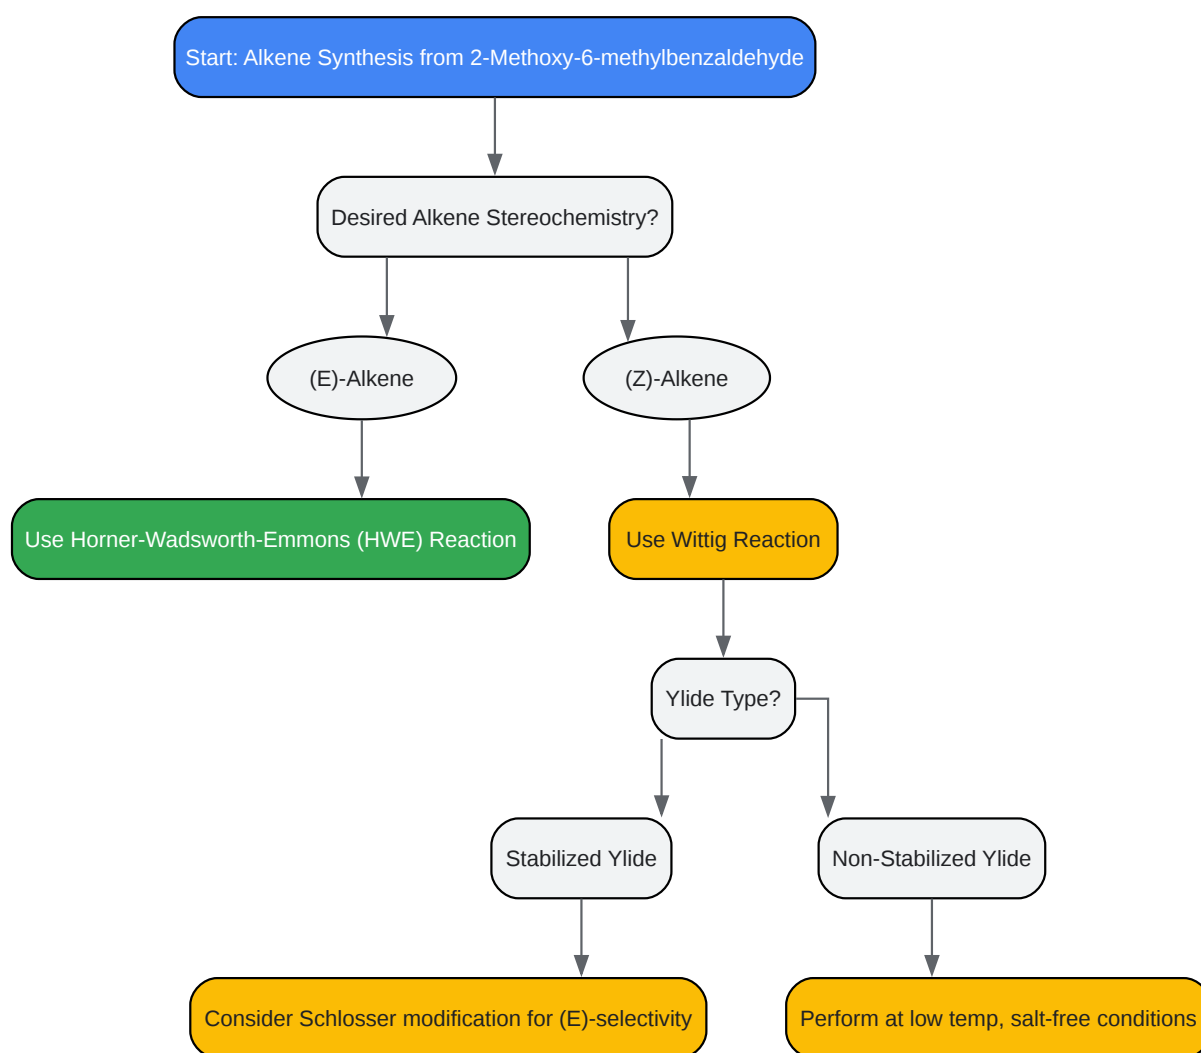 Start: Alkene Synthesis from 2-Methoxy-6-methylbenzaldehyde
Desired Alkene Stereochemistry?
(E)-Alkene
(Z)-Alkene
Use Horner-Wadsworth-Emmons (HWE) Reaction
Use Wittig Reaction
Ylide Type?
Stabilized Ylide
Non-Stabilized Ylide
Consider Schlosser modification for (E)-selectivity
Perform at low temp, salt-free conditions